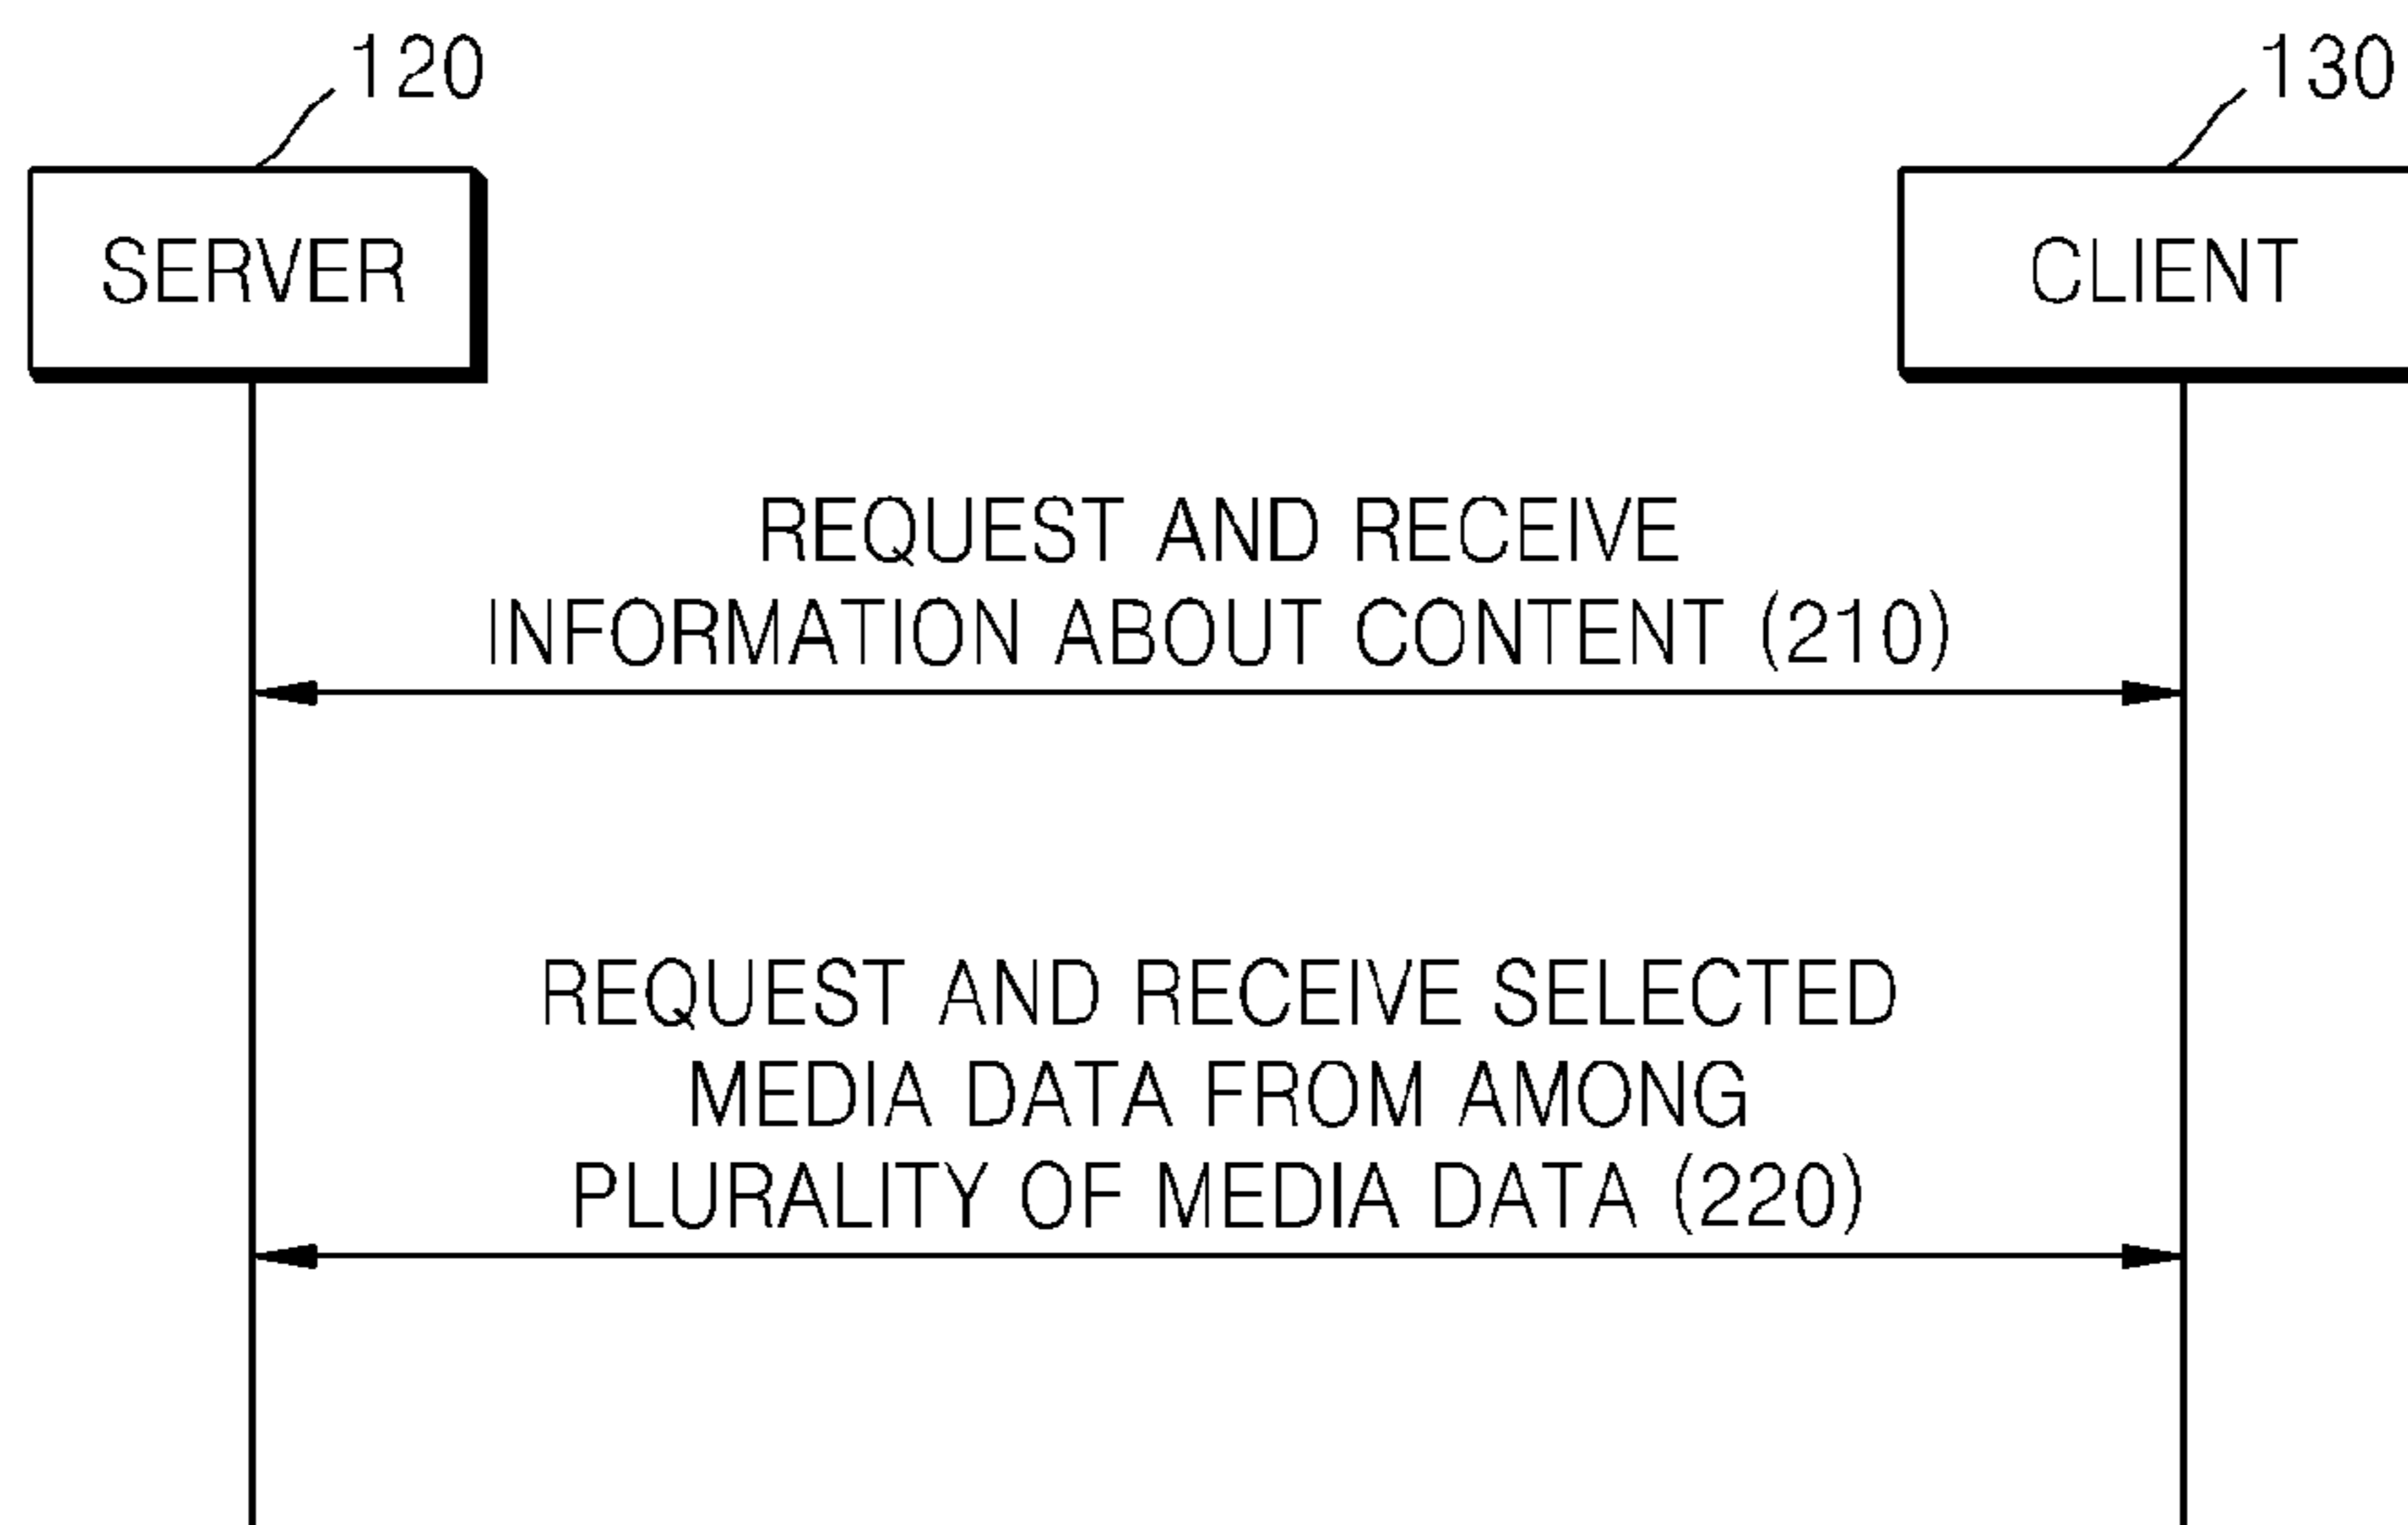 120
130
SERVER
CLIENT
REQUEST AND RECEIVE
INFORMATION ABOUT CONTENT (210)
REQUEST AND RECEIVE SELECTED
MEDIA DATA FROM AMONG
PLURALITY OF MEDIA DATA (220)